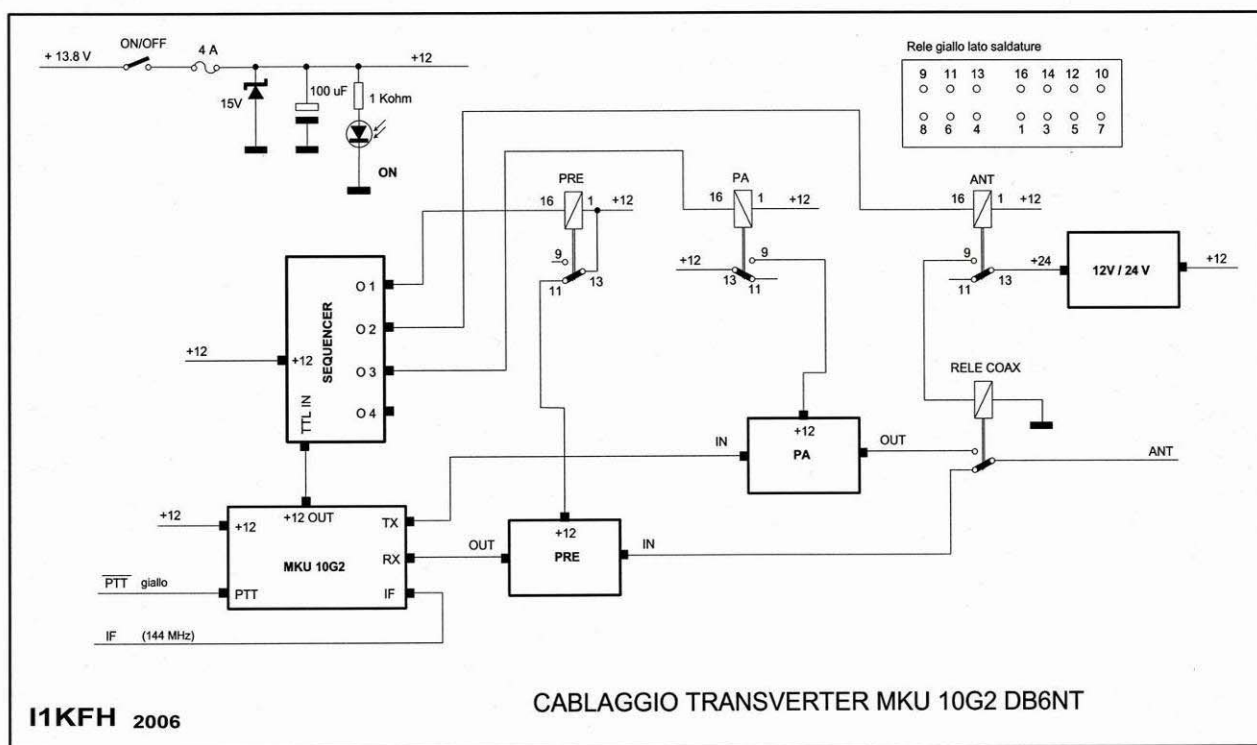 + 13.8 V
ON/OFF
4 A
+12
15V
100 uF
1 Kohm
ON
Rele giallo lato saldature
9 11 13 16 14 12 10
8 6 4 1 3 5 7
PRE
16 1 +12
9
11 13
PA
16 1 +12
+12 9
13
11
ANT
16 1 +12
9
11 13
+24
12V / 24 V
+12
SEQUENCER
O 1
O 2
O 3
O 4
+12
+12
TTL IN
RELE COAX
IN
+12
PA
OUT
ANT
+12
+12
+12 OUT
TX
MKU 10G2
RX
PTT
IF
PTT giallo
IF (144 MHz)
OUT
+12
PRE
IN
CABLAGGIO TRANSVERTER MKU 10G2 DB6NT
I1KFH 2006